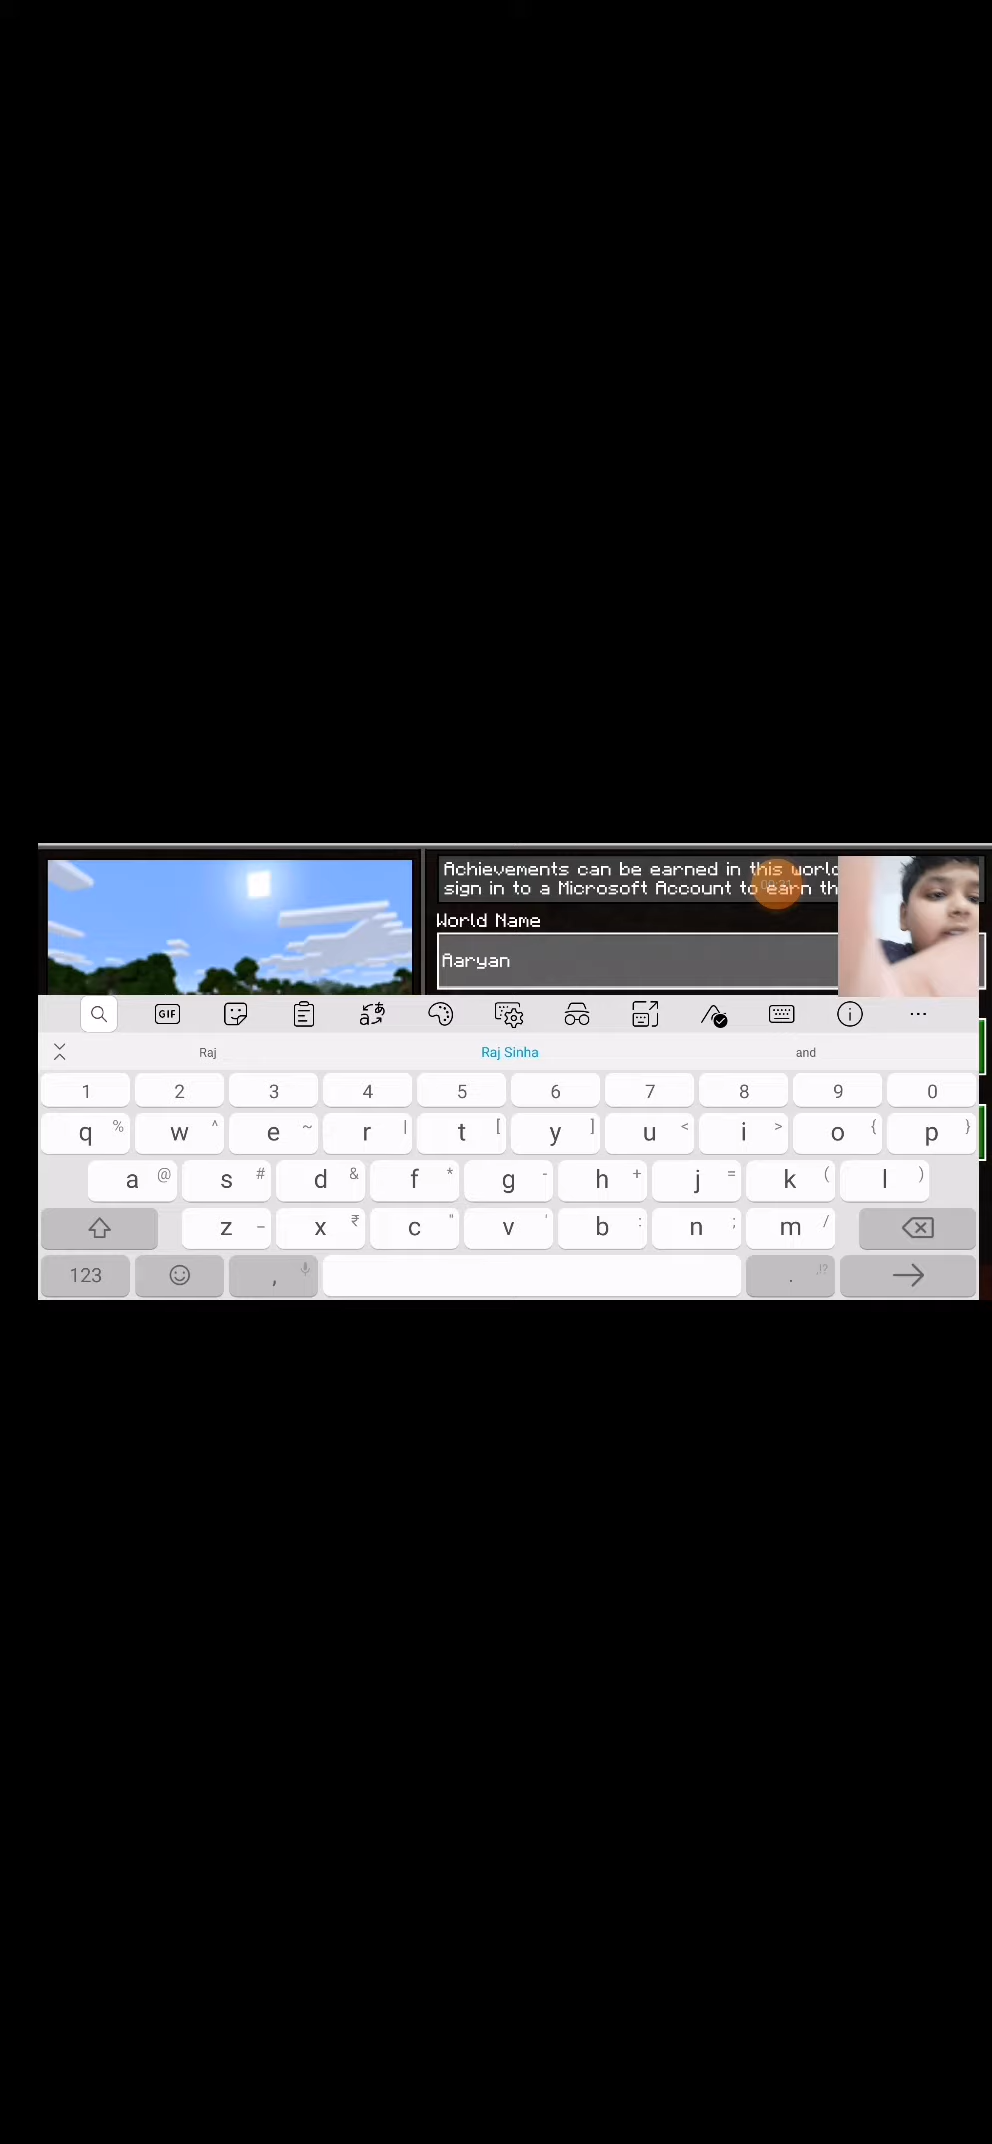 Achievements can be earned in this world
sign in to a Microsoft Account to earn th
World Name
Aaryan
GIF
Raj Raj Sinha and
1 2 3 4 5 6 7 8 9 0
q % w ^ e ~ r | t [ y ] u < i > o { p }
a @ s # d & f * g - h + j = k ( l )
z _ x ₹ c " v ' b : n ; m /
123 , . ,!?